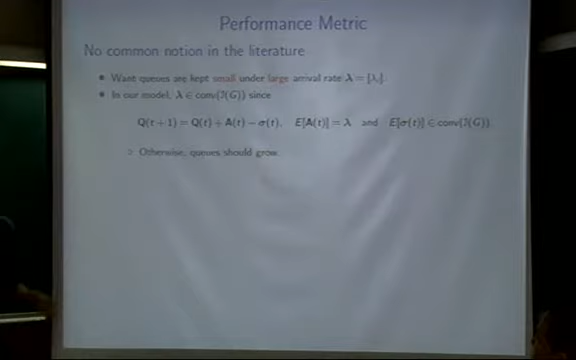 Performance Metric
No common notion in the literature
• Want queues are kept small under large arrival rate λ = [λᵢ].
• In our model, λ ∈ conv(I(G)) since
Q(t + 1) = Q(t) + A(t) − σ(t), E[A(t)] = λ and E[σ(t)] ∈ conv(I(G))
▹ Otherwise, queues should grow.